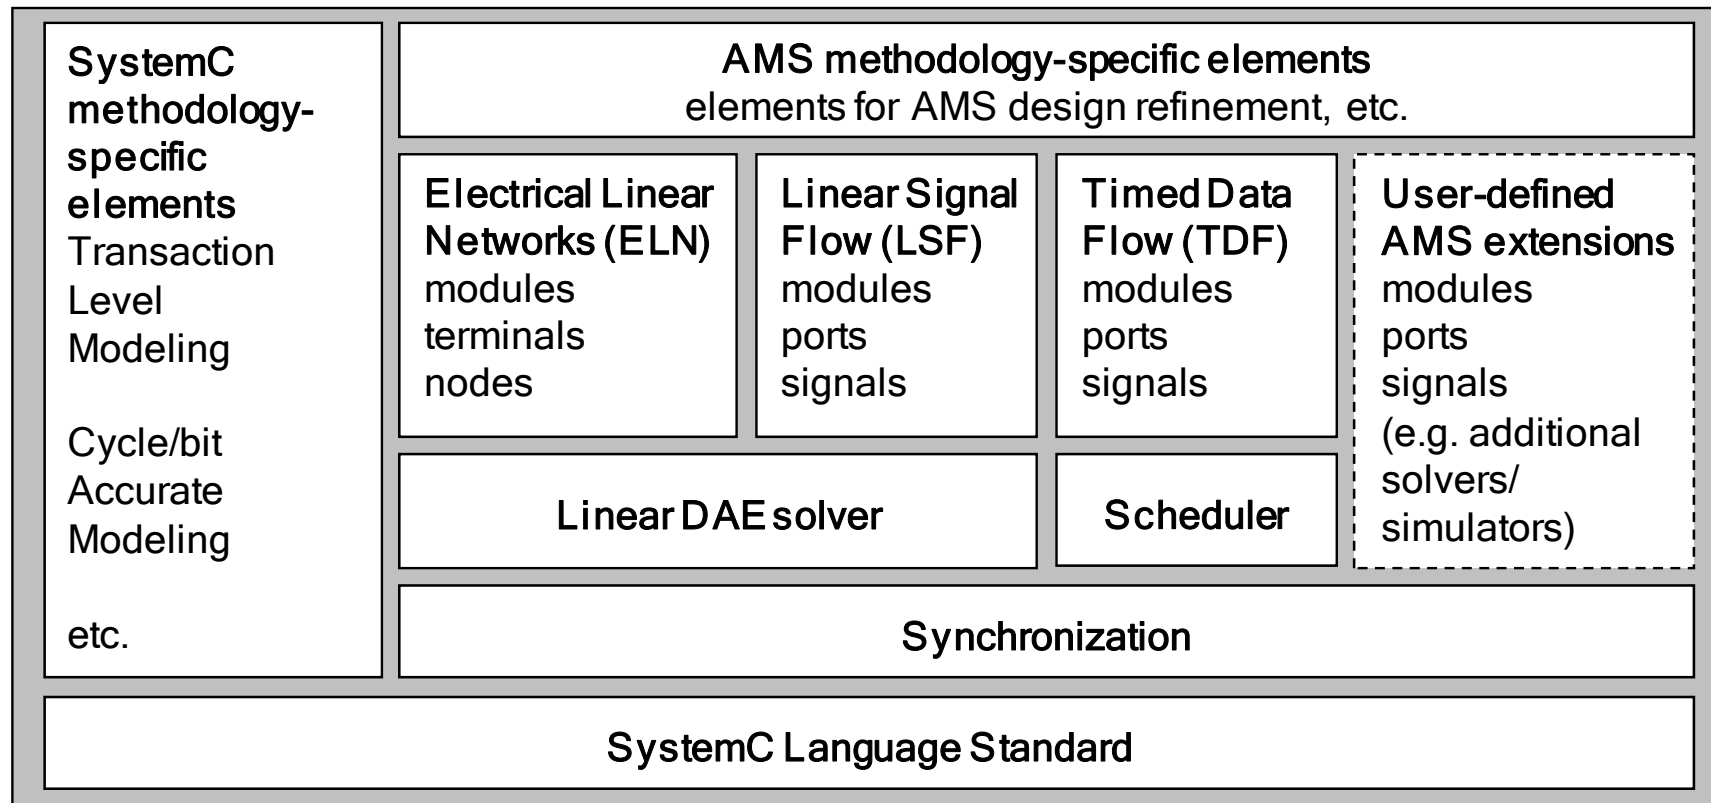 SystemC
methodology-
specific
elements
Transaction
Level
Modeling
Cycle/bit
Accurate
Modeling
etc.
AMS methodology-specific elements
elements for AMS design refinement, etc.
Electrical Linear
Networks (ELN)
modules
terminals
nodes
Linear Signal
Flow (LSF)
modules
ports
signals
Timed Data
Flow (TDF)
modules
ports
signals
User-defined
AMS extensions
modules
ports
signals
(e.g. additional
solvers/
simulators)
Linear DAE solver
Scheduler
Synchronization
SystemC Language Standard